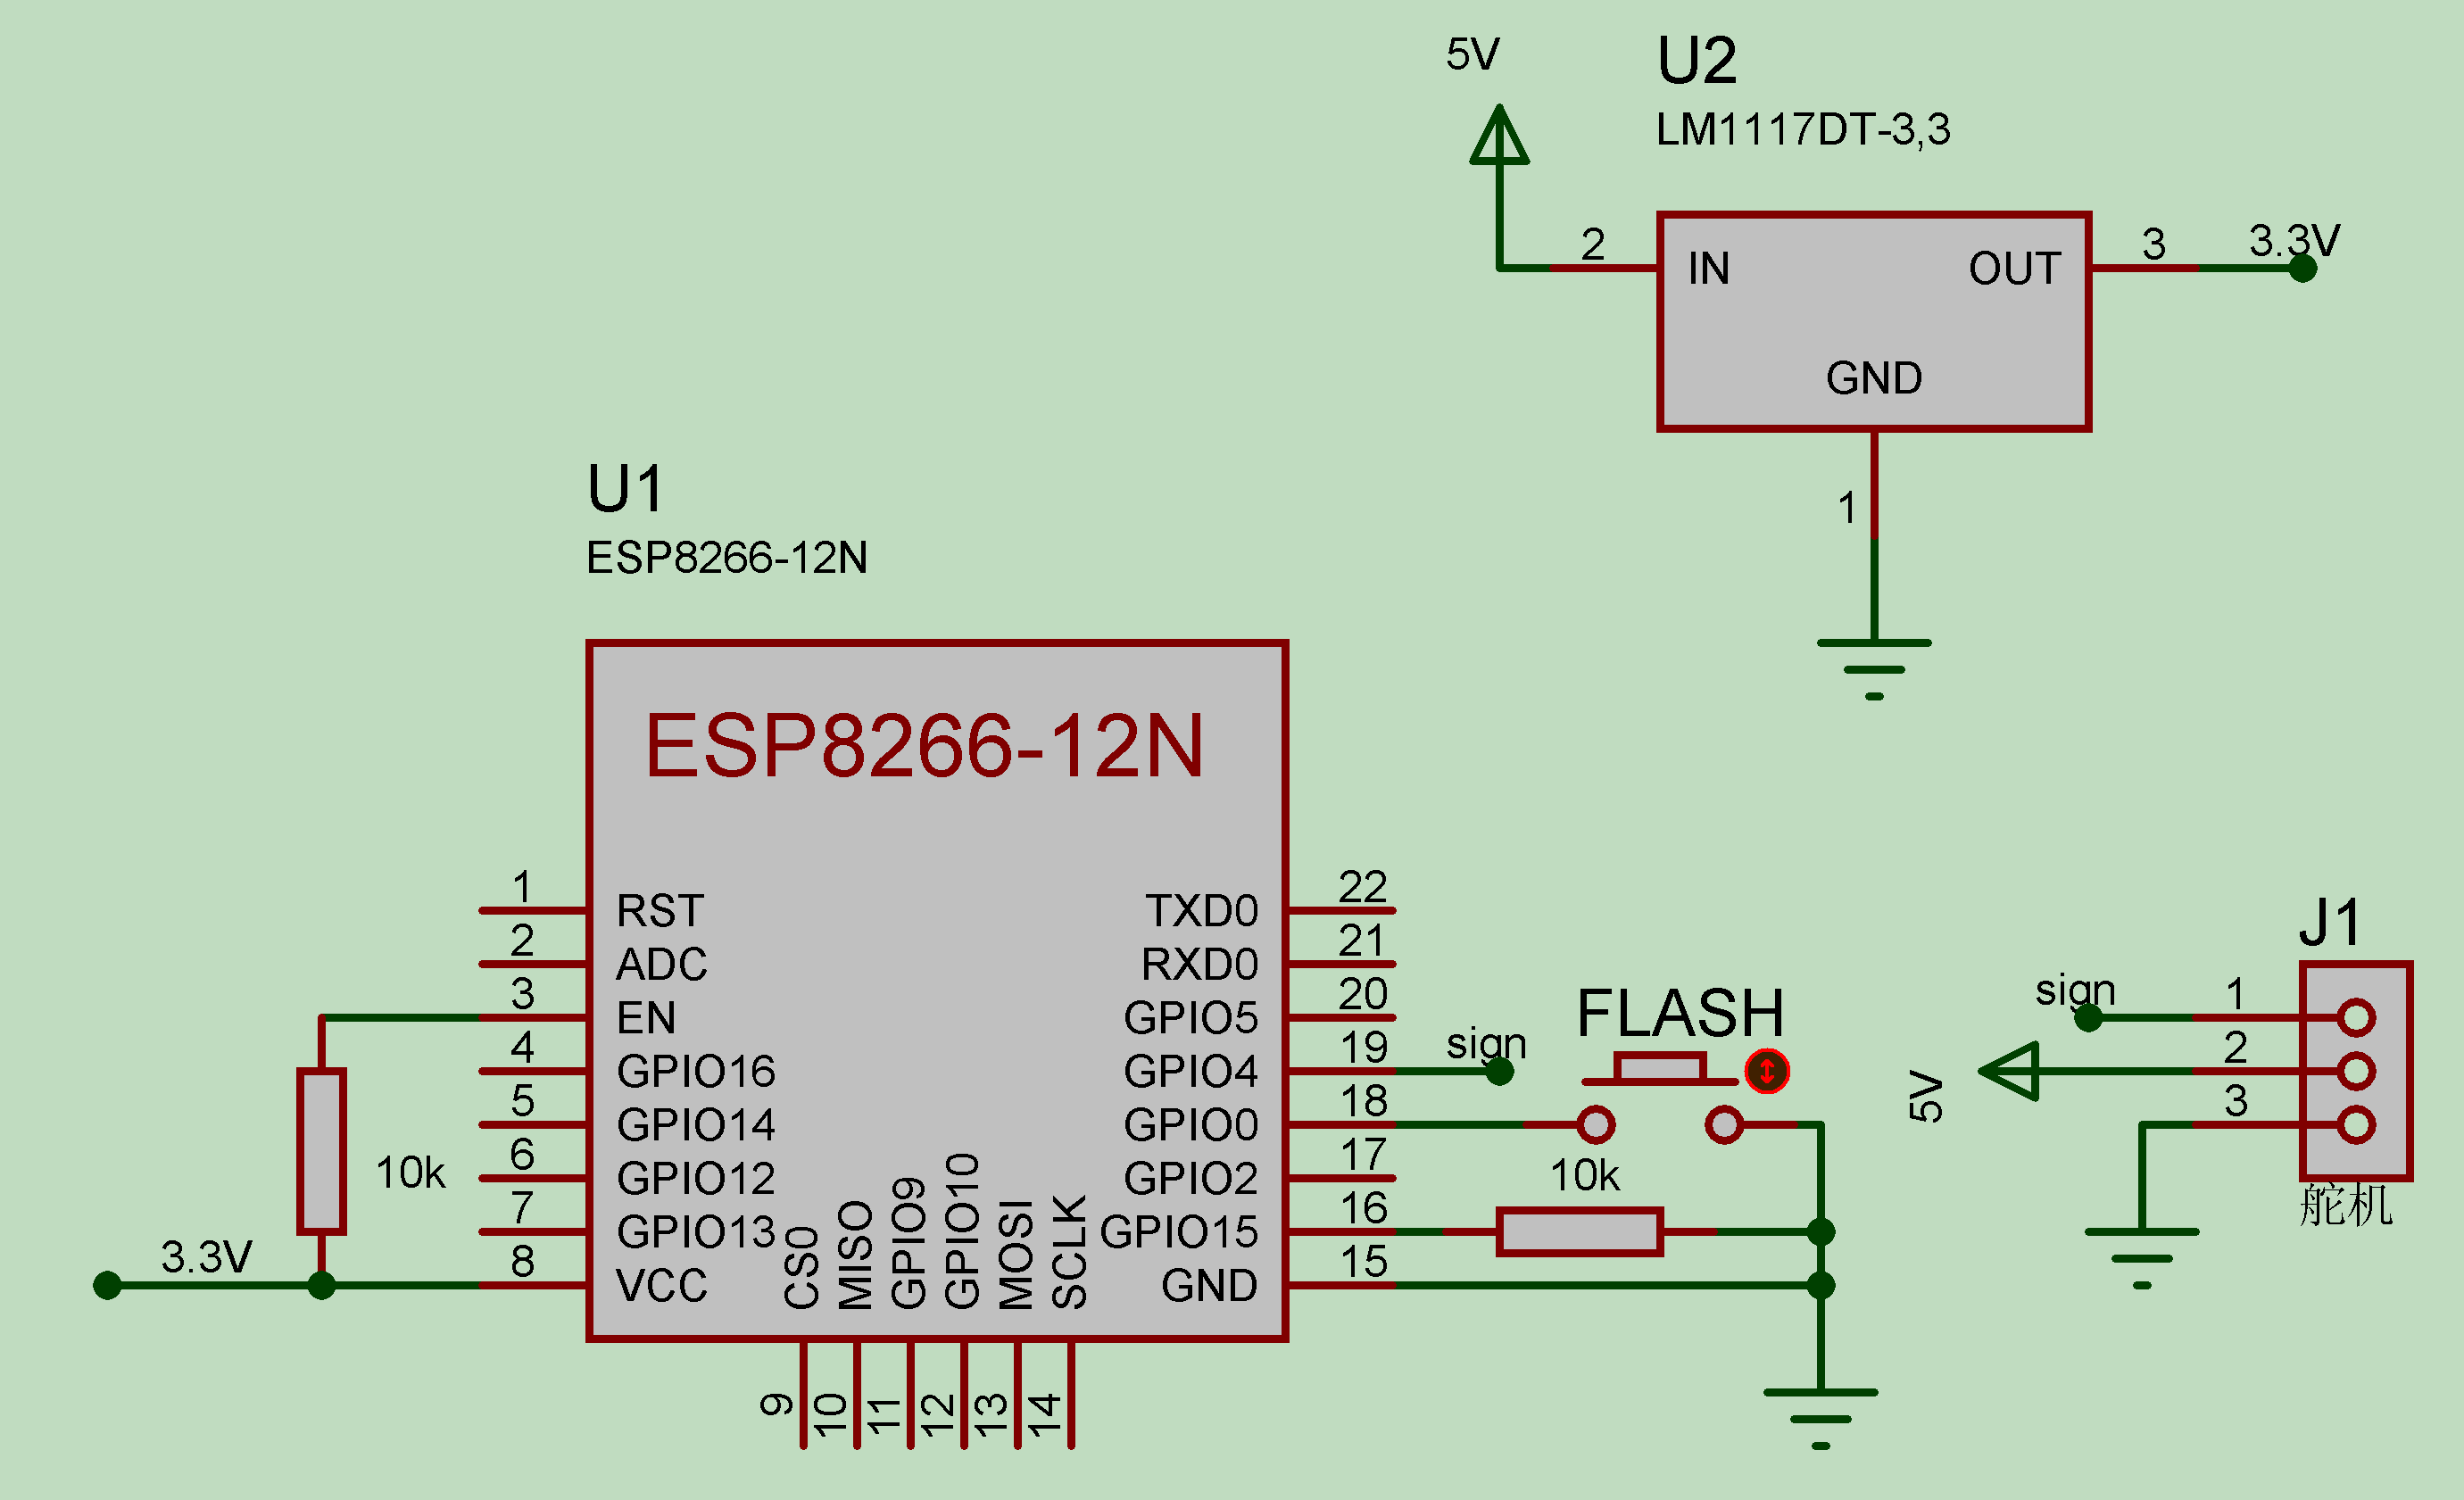 5V
U2
LM1117DT-3,3
2
IN
OUT
3
3.3V
GND
1
U1
ESP8266-12N
ESP8266-12N
1
RST
2
ADC
3
EN
4
GPIO16
5
GPIO14
6
GPIO12
7
GPIO13
8
VCC
10k
3.3V
CS0
MISO
GPIO9
GPIO10
MOSI
SCLK
9
10
11
12
13
14
TXD0
22
RXD0
21
GPIO5
20
GPIO4
19
GPIO0
18
GPIO2
17
GPIO15
16
GND
15
sign
FLASH
10k
J1
sign
1
2
3
5V
舵机